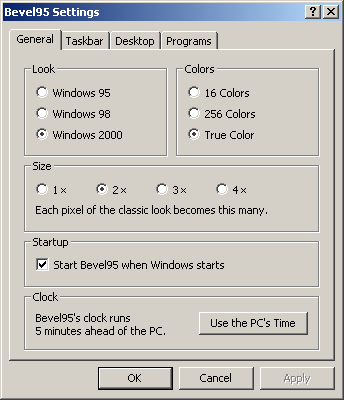 Bevel95 Settings
General Taskbar Desktop Programs
Look
Windows 95
Windows 98
Windows 2000
Colors
16 Colors
256 Colors
True Color
Size
1× 2× 3× 4×
Each pixel of the classic look becomes this many.
Startup
Start Bevel95 when Windows starts
Clock
Bevel95's clock runs
5 minutes ahead of the PC.
Use the PC's Time
OK Cancel Apply